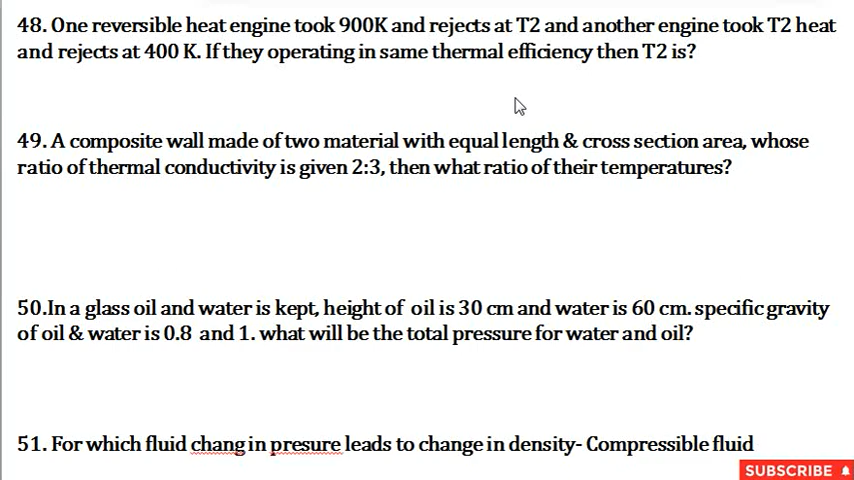 48. One reversible heat engine took 900K and rejects at T2 and another engine took T2 heat
and rejects at 400 K. If they operating in same thermal efficiency then T2 is?
49. A composite wall made of two material with equal length & cross section area, whose
ratio of thermal conductivity is given 2:3, then what ratio of their temperatures?
50.In a glass oil and water is kept, height of oil is 30 cm and water is 60 cm. specific gravity
of oil & water is 0.8 and 1. what will be the total pressure for water and oil?
51. For which fluid chang in presure leads to change in density- Compressible fluid
SUBSCRIBE